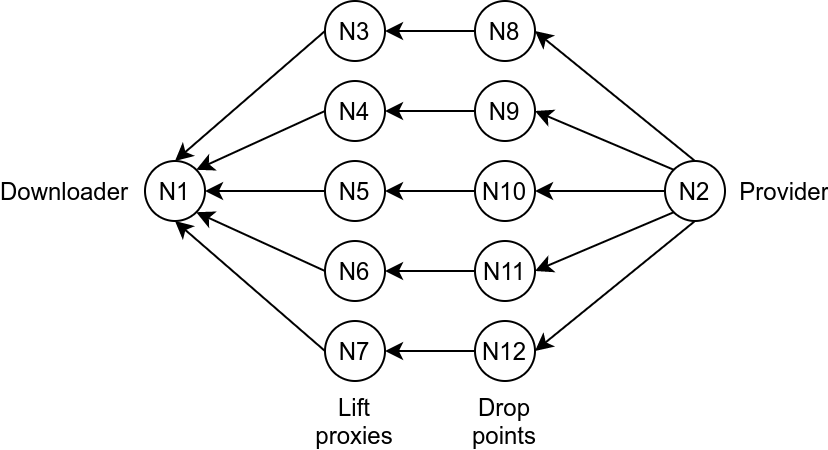 N3
N8
N4
N9
Downloader
N1
N5
N10
N2
Provider
N6
N11
N7
N12
Lift
proxies
Drop
points